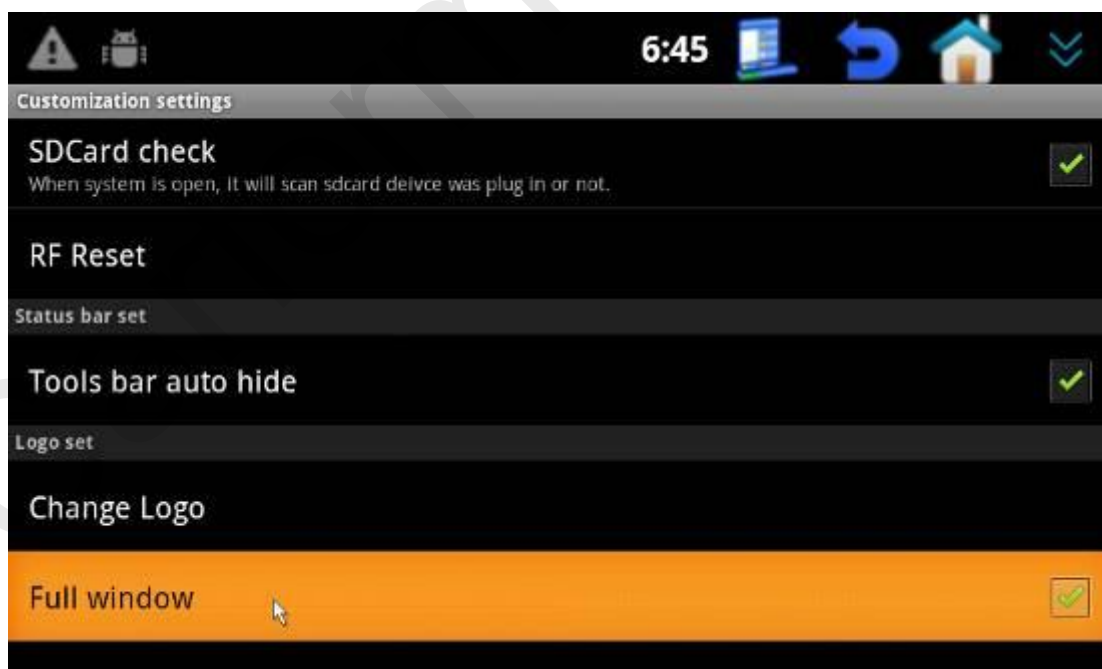 6:45
Customization settings
SDCard check
When system is open, it will scan sdcard deivce was plug in or not.
RF Reset
Status bar set
Tools bar auto hide
Logo set
Change Logo
Full window